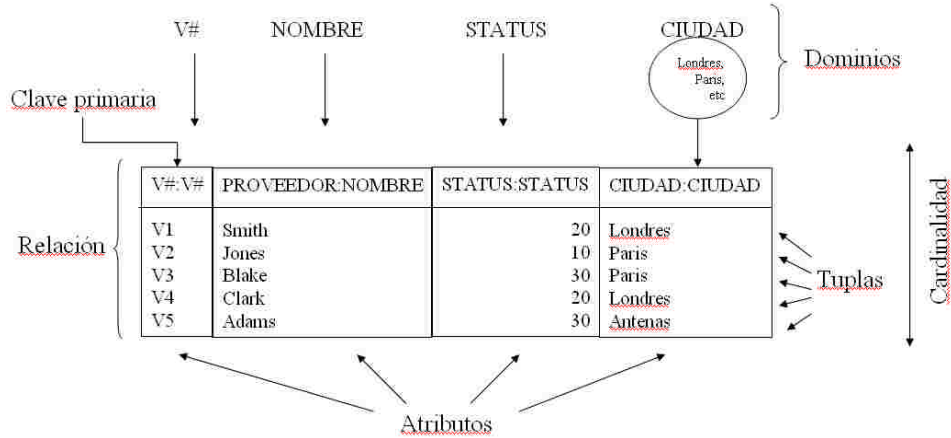 V# NOMBRE STATUS CIUDAD
Londres,
Paris,
etc
Dominios
Clave primaria
V#:V# PROVEEDOR:NOMBRE STATUS:STATUS CIUDAD:CIUDAD
V1 Smith 20 Londres
V2 Jones 10 Paris
V3 Blake 30 Paris
V4 Clark 20 Londres
V5 Adams 30 Antenas
Relación
Tuplas
Cardinalidad
Atributos